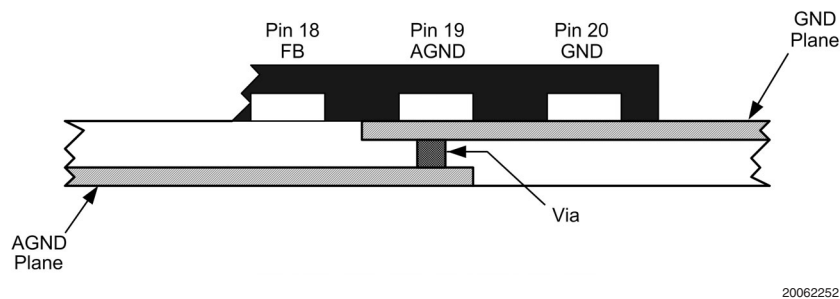 Pin 18
FB
Pin 19
AGND
Pin 20
GND
GND
Plane
Via
AGND
Plane
20062252